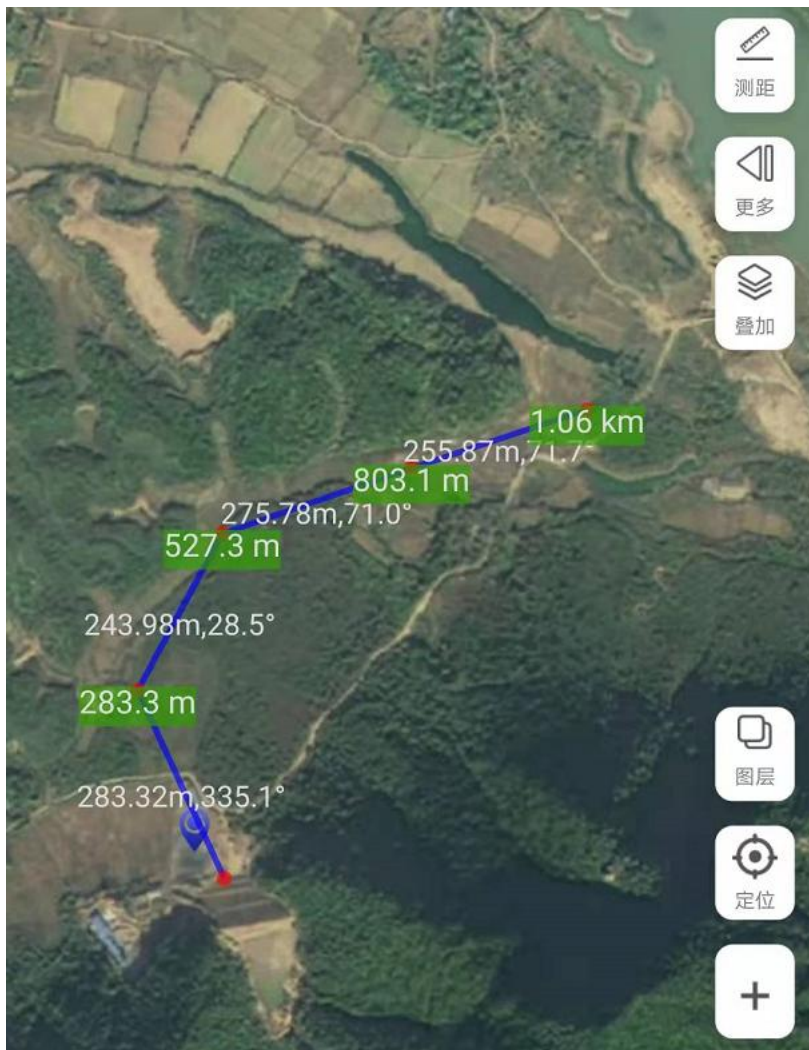 测距
更多
叠加
1.06 km
255.87m,71.7°
803.1 m
275.78m,71.0°
527.3 m
243.98m,28.5°
283.3 m
图层
283.32m,335.1°
定位